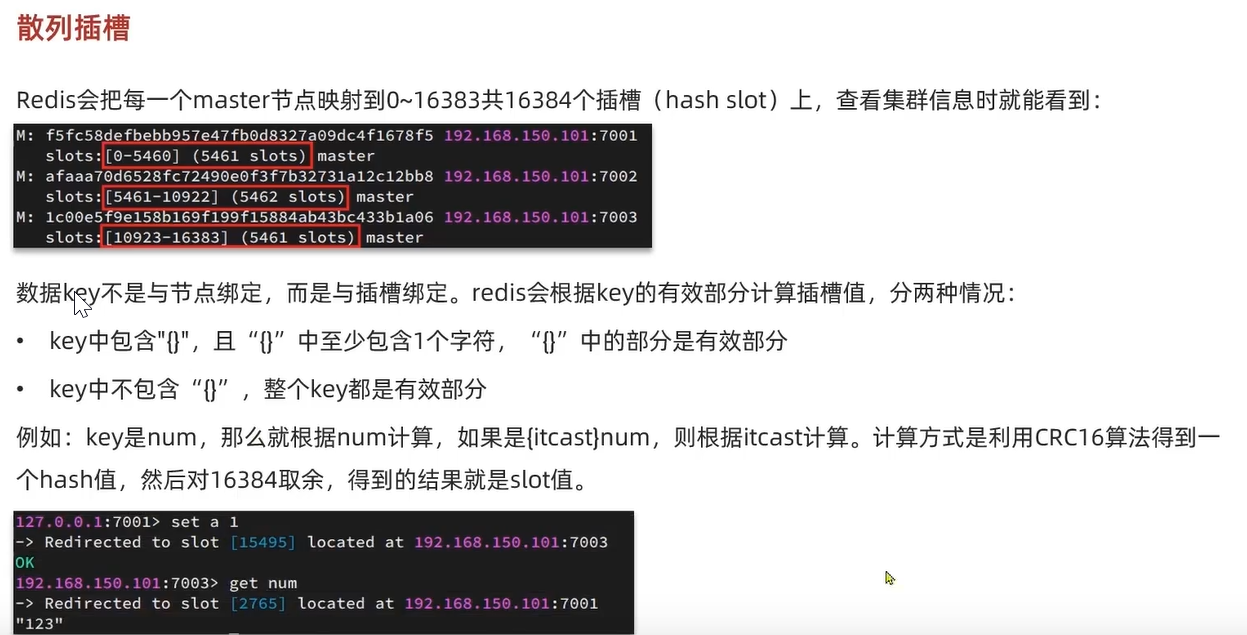 散列插槽
Redis会把每一个master节点映射到0~16383共16384个插槽（hash slot）上，查看集群信息时就能看到：
M: f5fc58defbebb957e47fb0d8327a09dc4f1678f5 192.168.150.101:7001
slots:[0-5460] (5461 slots) master
M: afaaa70d6528fc72490e0f3f7b32731a12c12bb8 192.168.150.101:7002
slots:[5461-10922] (5462 slots) master
M: 1c00e5f9e158b169f199f15884ab43bc433b1a06 192.168.150.101:7003
slots:[10923-16383] (5461 slots) master
数据key不是与节点绑定，而是与插槽绑定。redis会根据key的有效部分计算插槽值，分两种情况：
• key中包含"{}"，且“{}”中至少包含1个字符，“{}”中的部分是有效部分
• key中不包含“{}”，整个key都是有效部分
例如：key是num，那么就根据num计算，如果是{itcast}num，则根据itcast计算。计算方式是利用CRC16算法得到一
个hash值，然后对16384取余，得到的结果就是slot值。
127.0.0.1:7001> set a 1
-> Redirected to slot [15495] located at 192.168.150.101:7003
OK
192.168.150.101:7003> get num
-> Redirected to slot [2765] located at 192.168.150.101:7001
"123"